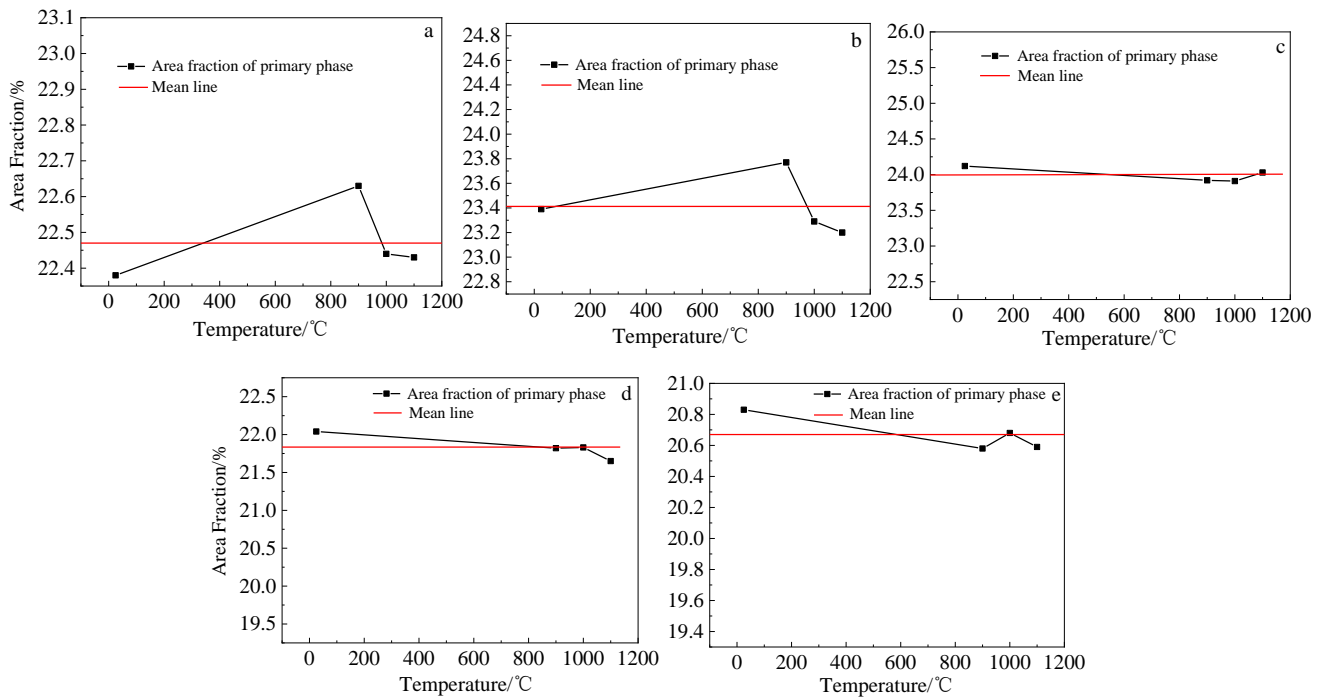 a
23.1
23.0
22.9
22.8
22.7
22.6
22.5
22.4
Area Fraction/%
Area fraction of primary phase
Mean line
0 200 400 600 800 1000 1200
Temperature/℃
b
24.8
24.6
24.4
24.2
24.0
23.8
23.6
23.4
23.2
23.0
22.8
Area fraction of primary phase
Mean line
0 200 400 600 800 1000 1200
Temperature/℃
c
26.0
25.5
25.0
24.5
24.0
23.5
23.0
22.5
Area fraction of primary phase
Mean line
0 200 400 600 800 1000 1200
Temperature/℃
d
22.5
22.0
21.5
21.0
20.5
20.0
19.5
Area Fraction/%
Area fraction of primary phase
Mean line
0 200 400 600 800 1000 1200
Temperature/℃
e
21.0
20.8
20.6
20.4
20.2
20.0
19.8
19.6
19.4
Area fraction of primary phase
Mean line
0 200 400 600 800 1000 1200
Temperature/℃